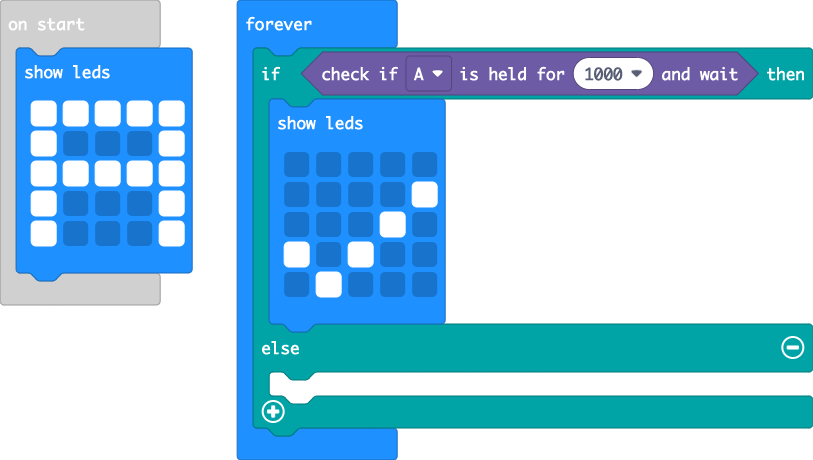 on start
show leds
forever
if check if A is held for 1000 and wait then
show leds
else